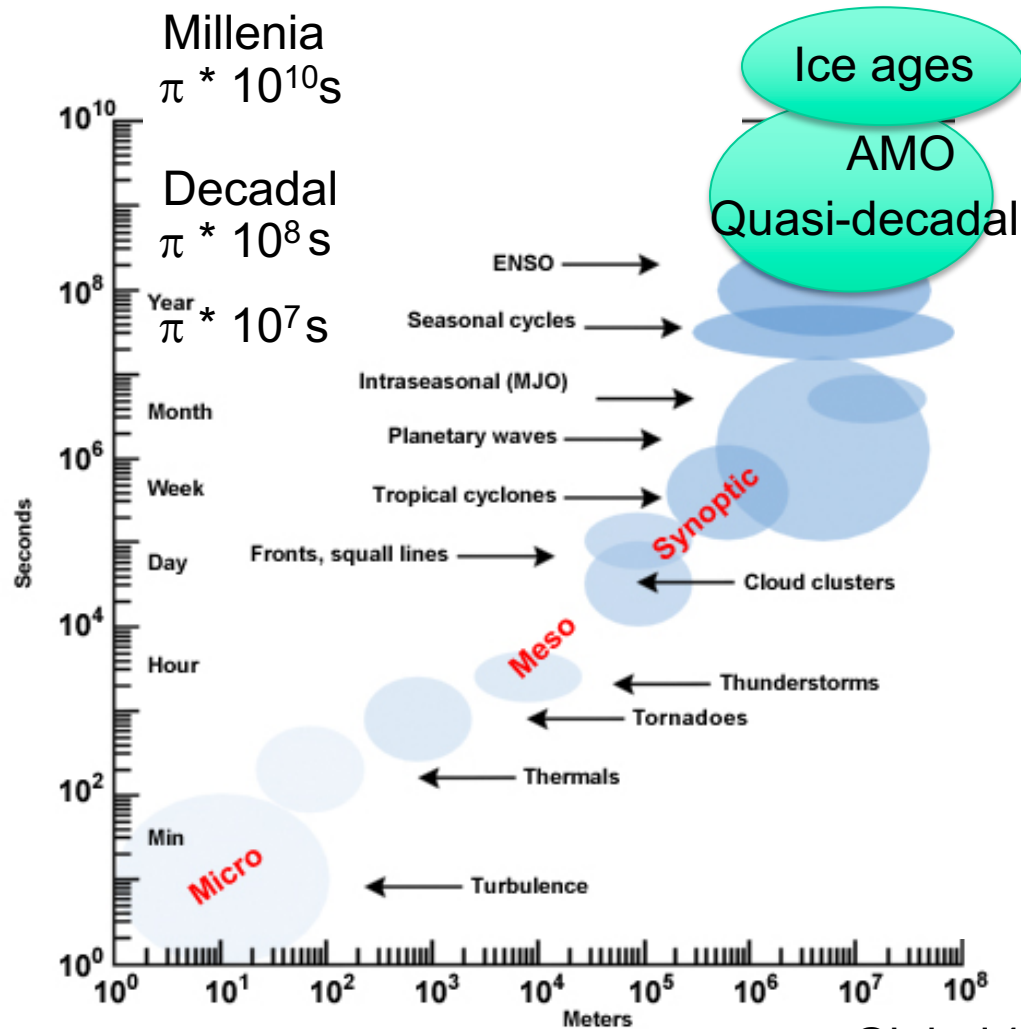 Millenia
π * 10¹⁰s
Ice ages
10¹⁰
AMO
Decadal
Quasi-decadal
π * 10⁸ s
ENSO
10⁸
Year
π * 10⁷s
Seasonal cycles
Intraseasonal (MJO)
Month
Planetary waves
10⁶
Week
Tropical cyclones
Synoptic
Seconds
Fronts, squall lines
Day
Cloud clusters
10⁴
Meso
Hour
Thunderstorms
Tornadoes
Thermals
10²
Min
Micro
Turbulence
10⁰
10⁰ 10¹ 10² 10³ 10⁴ 10⁵ 10⁶ 10⁷ 10⁸
Meters